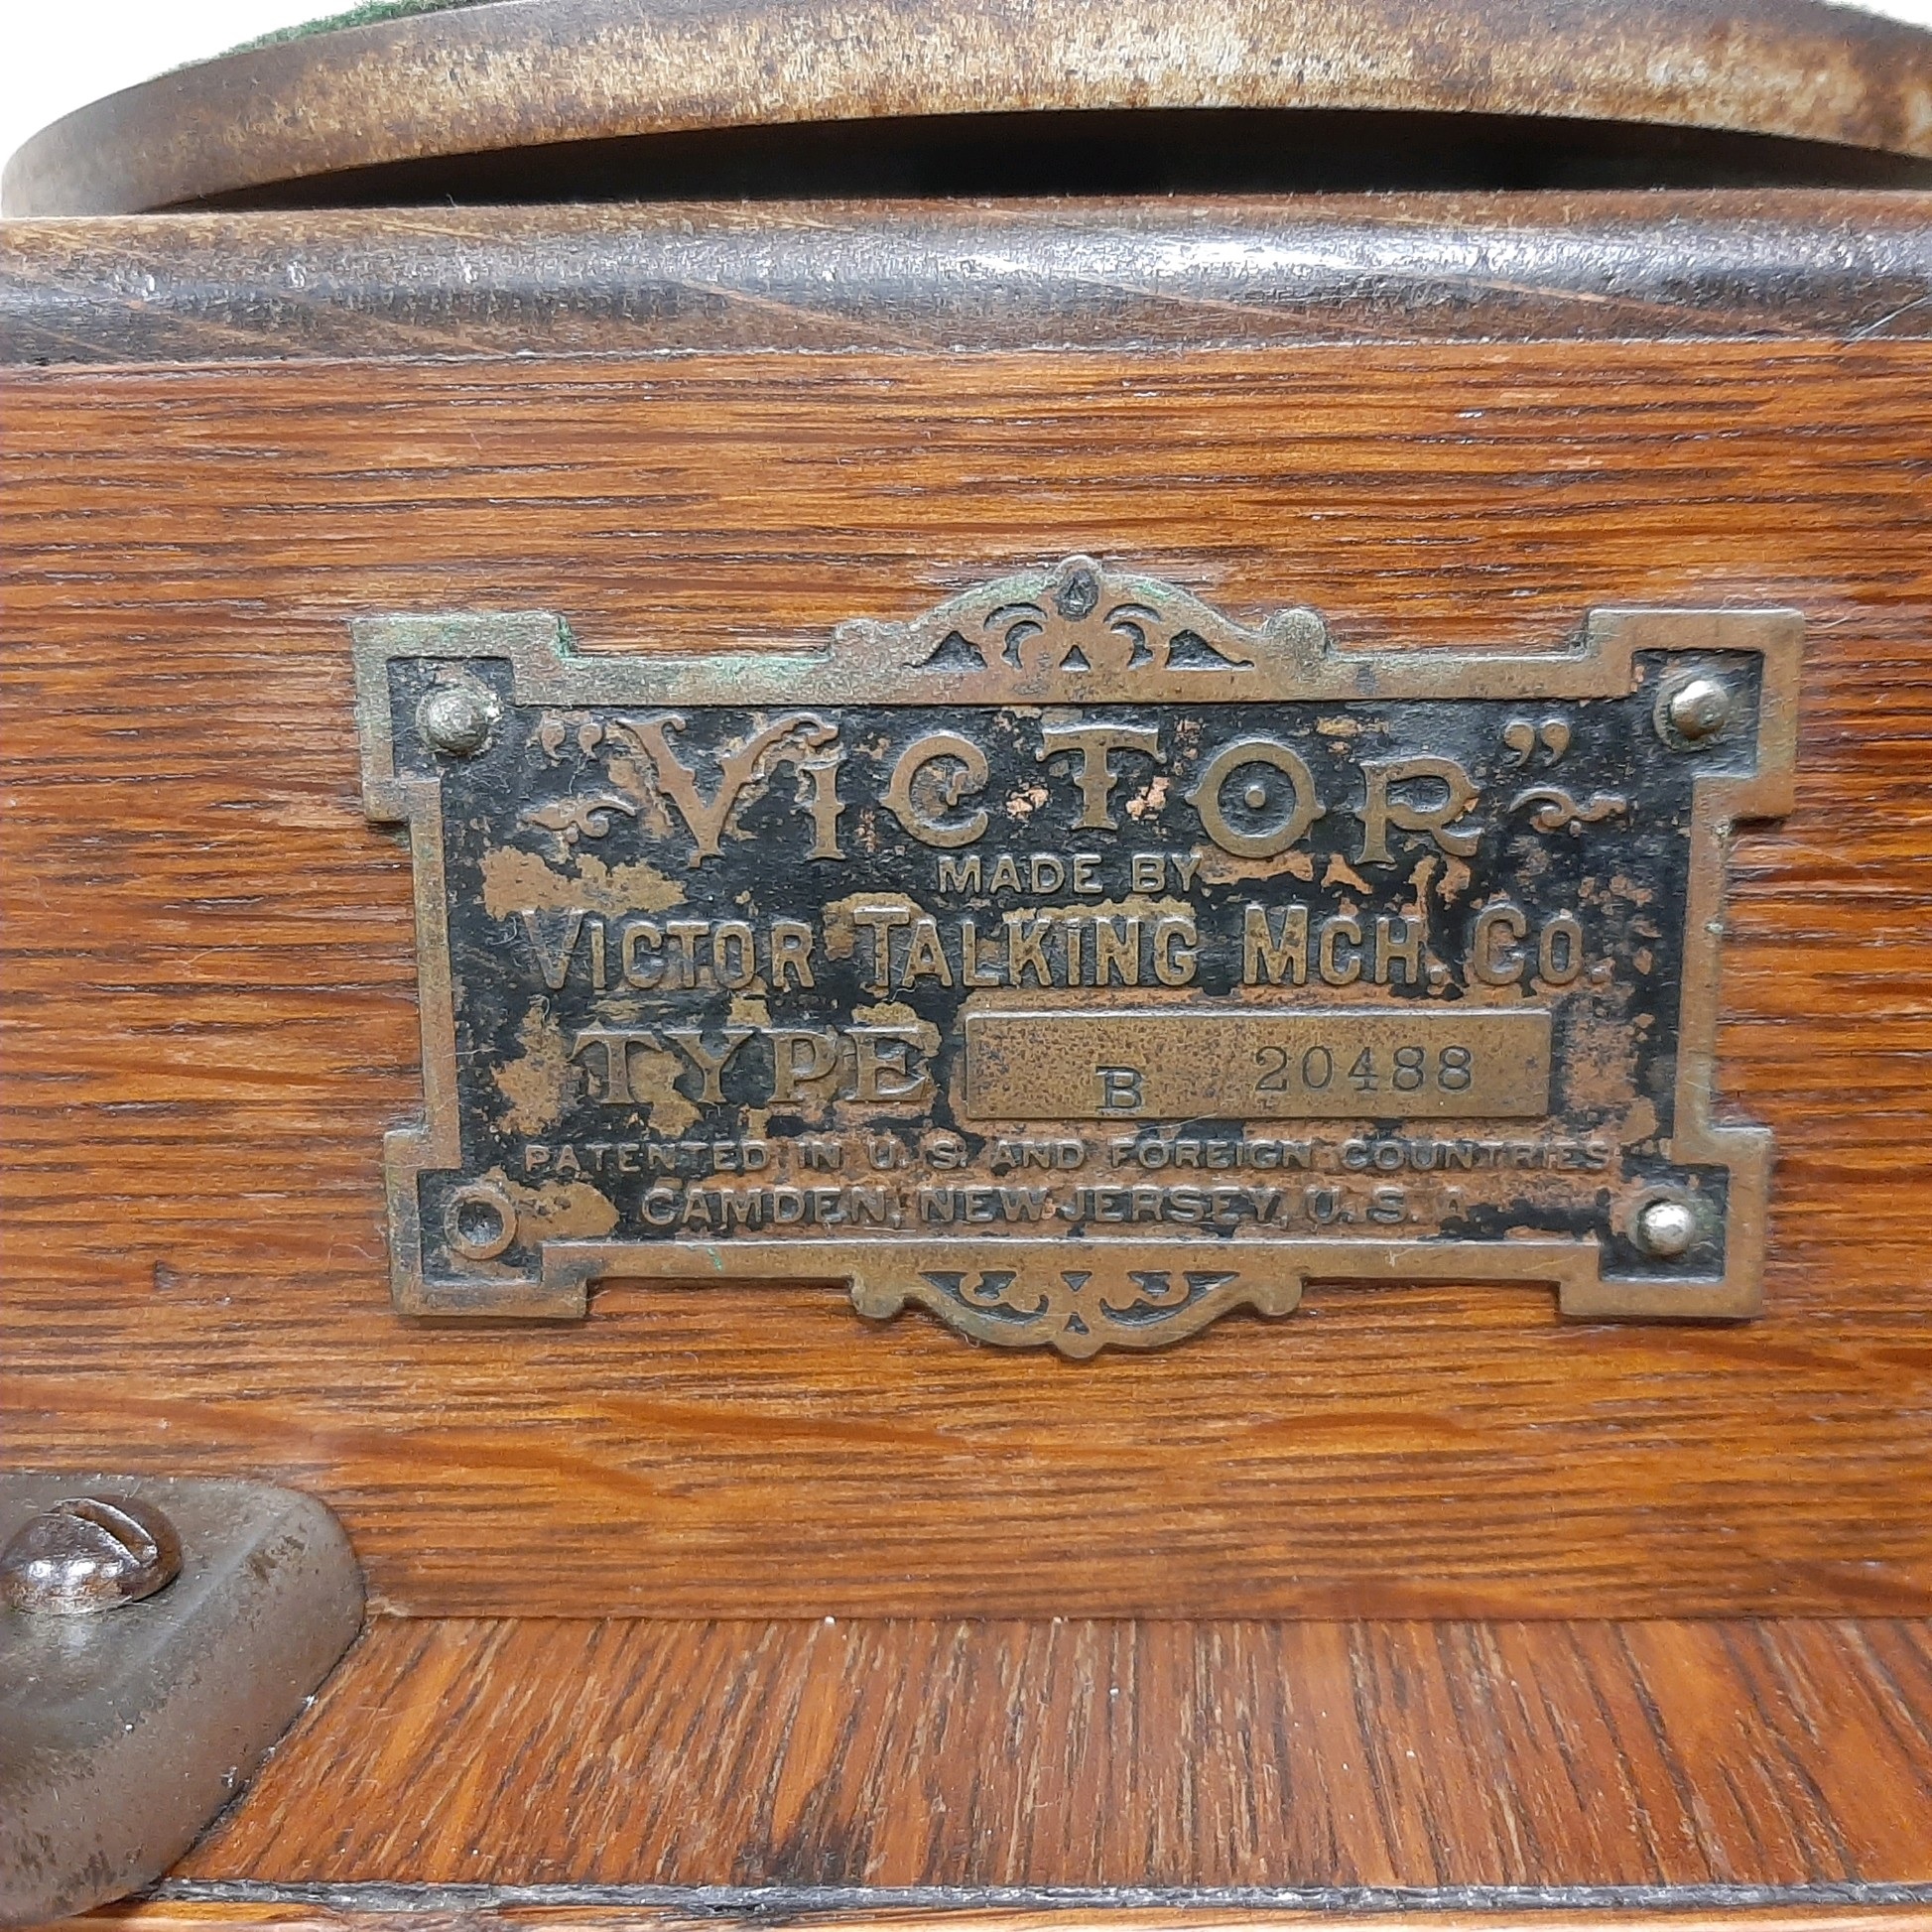 "VICTOR"
MADE BY
VICTOR TALKING MCH. CO.
TYPE B 20488
PATENTED IN U. S. AND FOREIGN COUNTRIES
CAMDEN, NEW JERSEY, U. S. A